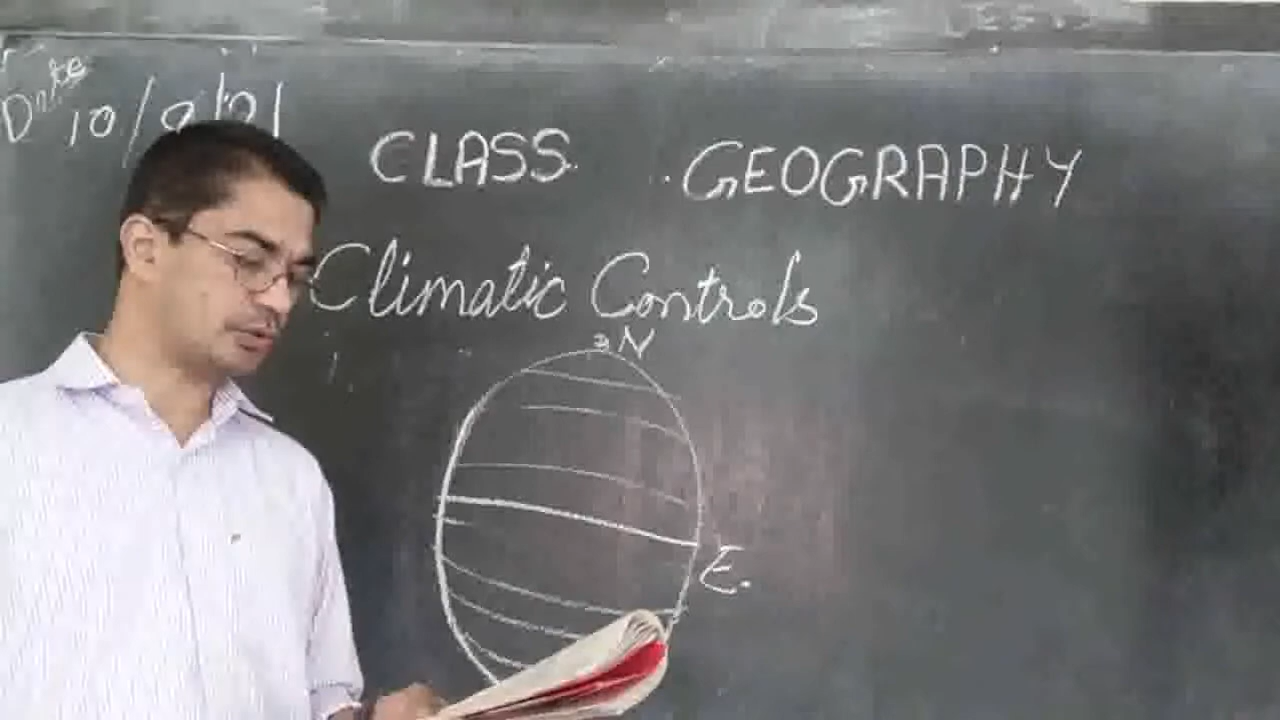 Date 10/9/21
CLASS. GEOGRAPHY
Climatic Controls
N
E.